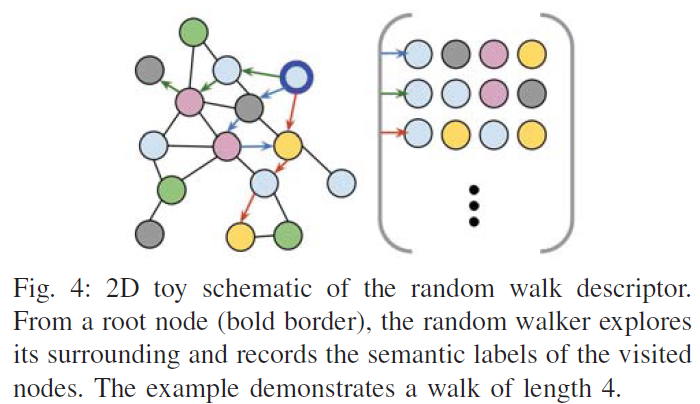 Fig. 4: 2D toy schematic of the random walk descriptor.
From a root node (bold border), the random walker explores
its surrounding and records the semantic labels of the visited
nodes. The example demonstrates a walk of length 4.